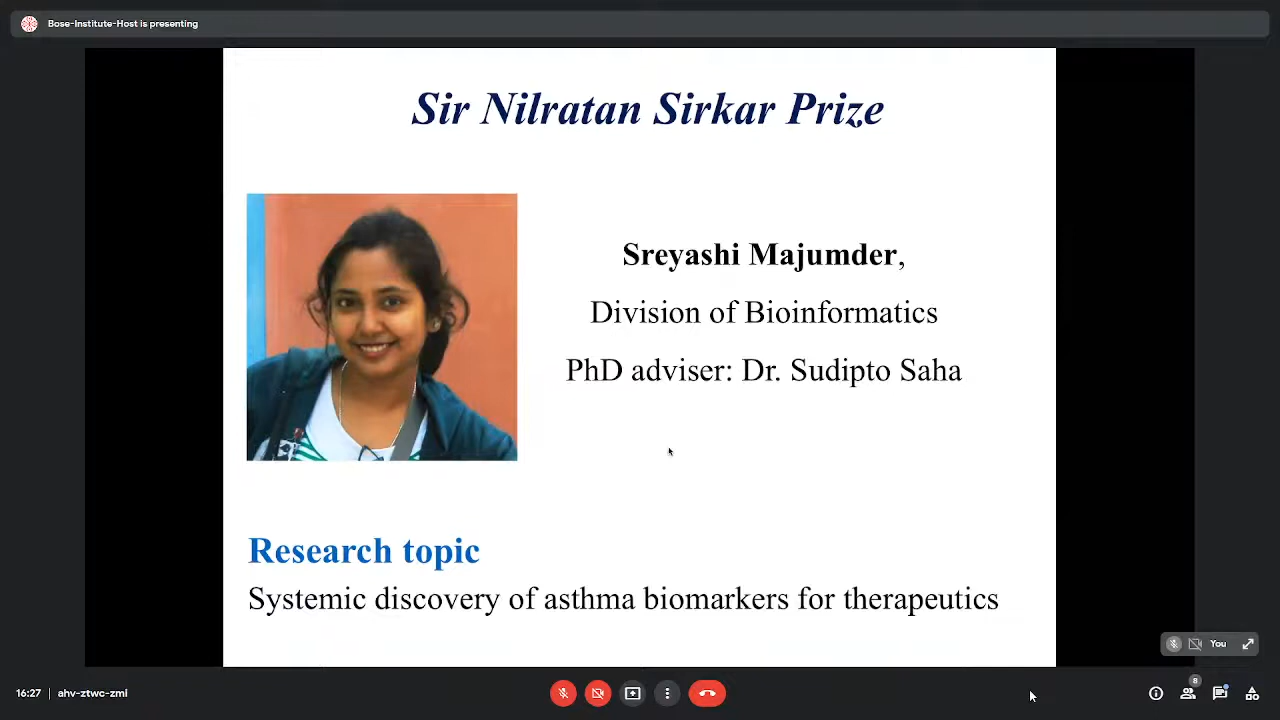 Bose-Institute-Host is presenting
Sir Nilratan Sirkar Prize
Sreyashi Majumder,
Division of Bioinformatics
PhD adviser: Dr. Sudipto Saha
Research topic
Systemic discovery of asthma biomarkers for therapeutics
You
16:27 | ahv-ztwc-zmi
8